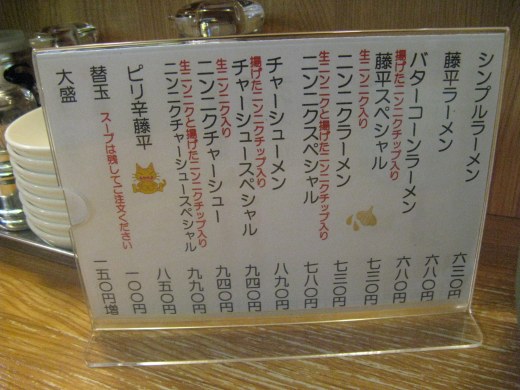 シンプルラーメン 六三〇円
藤平ラーメン 六八〇円
バターコーンラーメン 六八〇円
揚げたニンニクチップ入り
藤平スペシャル 七三〇円
生ニンニク入り
ニンニクラーメン 七三〇円
生ニンニクと揚げたニンニクチップ入り
ニンニクスペシャル 七八〇円
チャーシューメン 八九〇円
揚げたニンニクチップ入り
チャーシュースペシャル 九四〇円
生ニンニク入り
ニンニクチャーシュー 九四〇円
生ニンニクと揚げたニンニクチップ入り
ニンニクチャーシュースペシャル 九九〇円
ピリ辛藤平 八五〇円
替玉 スープは残してご注文ください 一〇〇円
大盛 一五〇円増